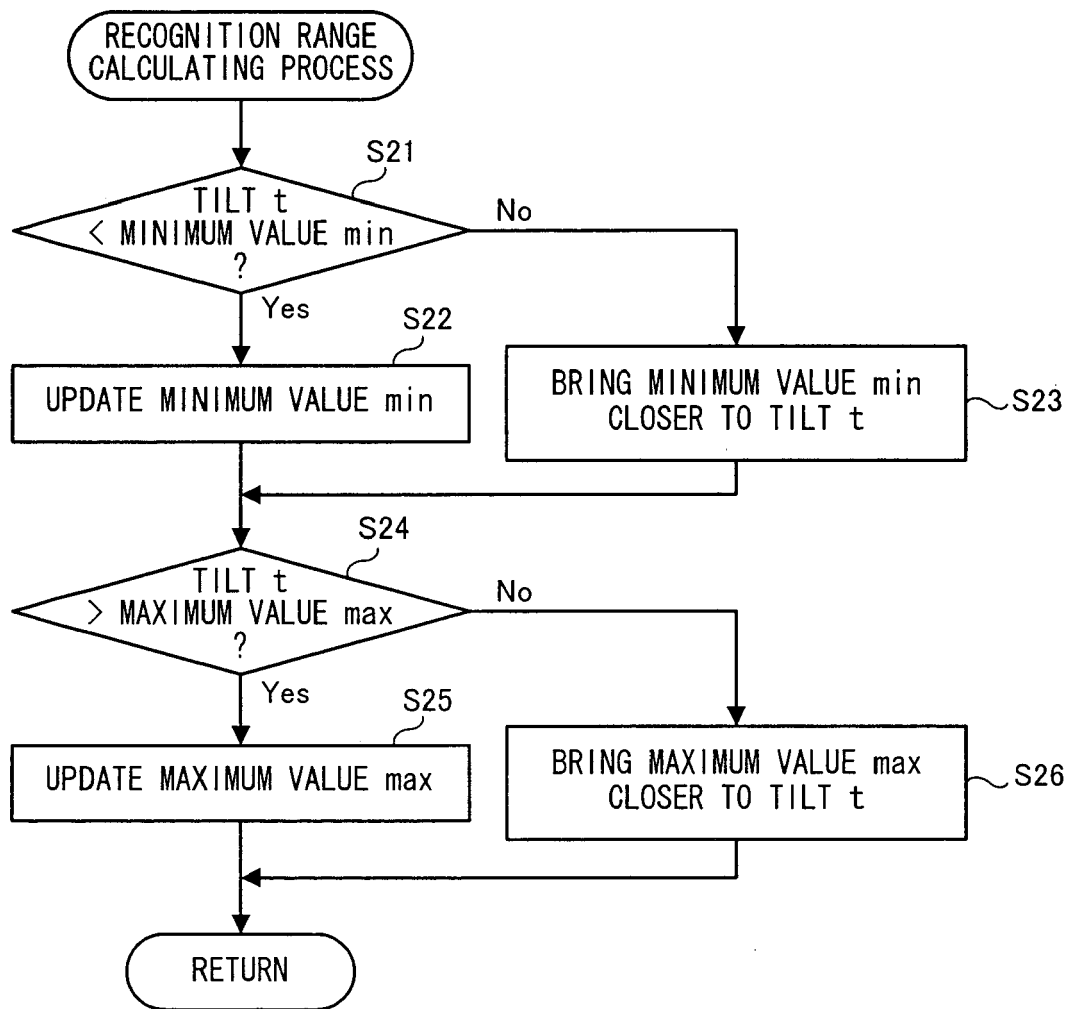 RECOGNITION RANGE
CALCULATING PROCESS
S21
TILT t
< MINIMUM VALUE min
?
No
Yes
S22
UPDATE MINIMUM VALUE min
BRING MINIMUM VALUE min
CLOSER TO TILT t
S23
S24
TILT t
> MAXIMUM VALUE max
?
No
Yes
S25
UPDATE MAXIMUM VALUE max
BRING MAXIMUM VALUE max
CLOSER TO TILT t
S26
RETURN